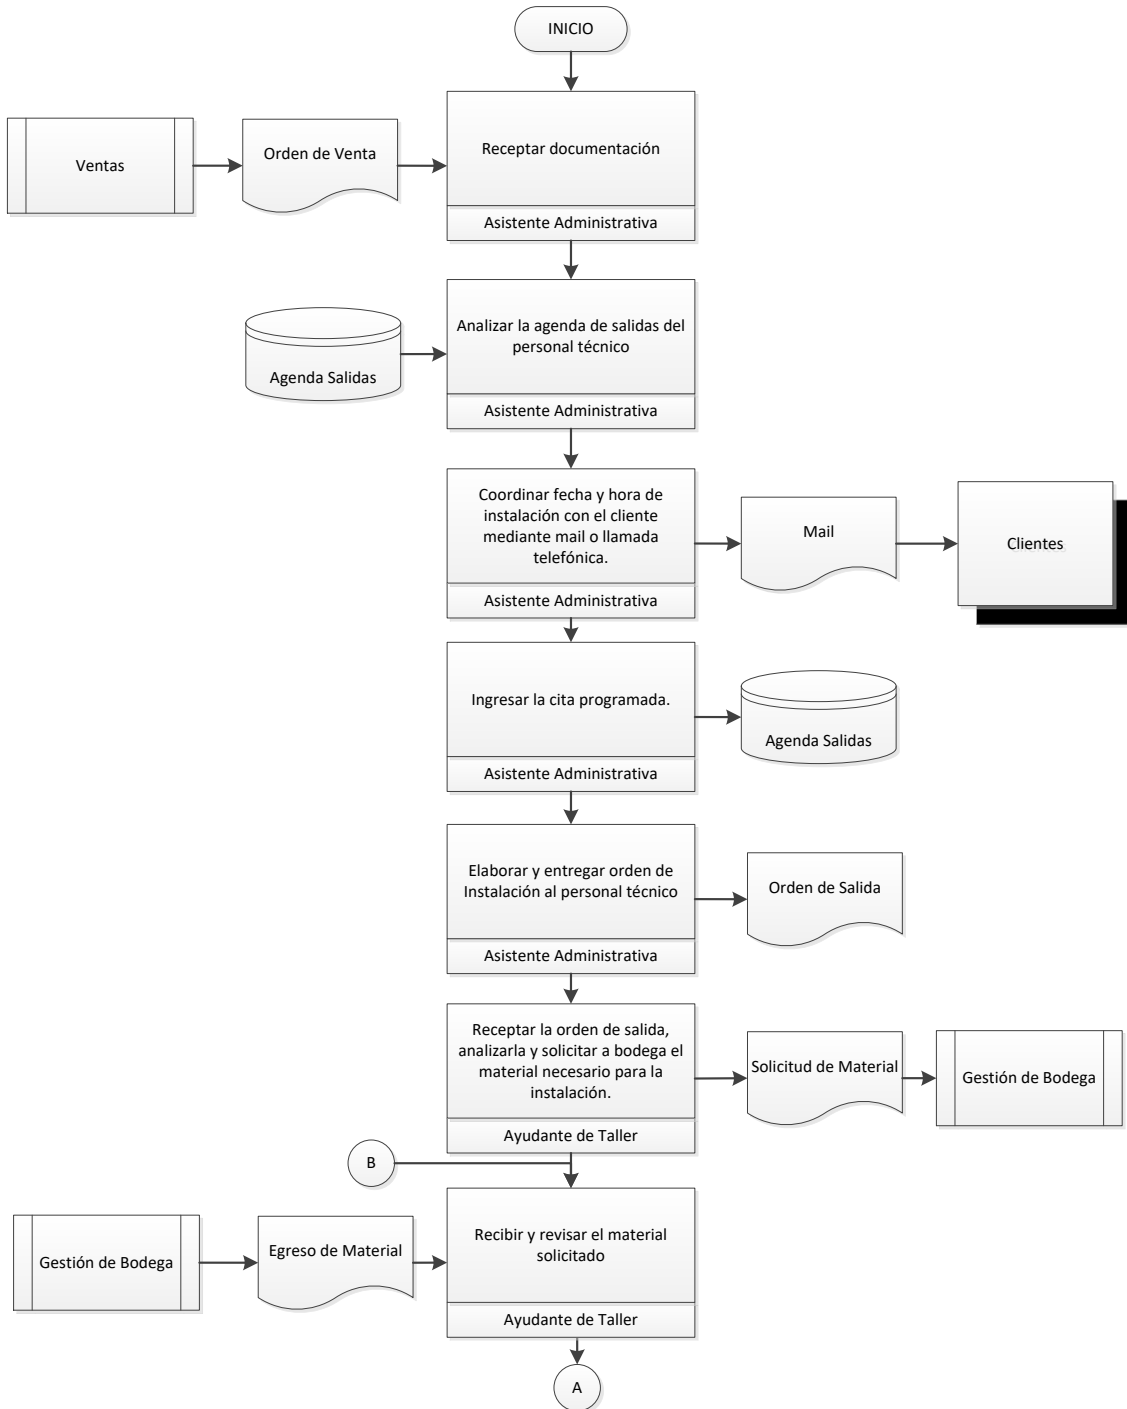 INICIO
Ventas
Orden de Venta
Receptar documentación
Asistente Administrativa
Agenda Salidas
Analizar la agenda de salidas del
personal técnico
Asistente Administrativa
Coordinar fecha y hora de
instalación con el cliente
mediante mail o llamada
telefónica.
Asistente Administrativa
Mail
Clientes
Ingresar la cita programada.
Asistente Administrativa
Agenda Salidas
Elaborar y entregar orden de
Instalación al personal técnico
Asistente Administrativa
Orden de Salida
Receptar la orden de salida,
analizarla y solicitar a bodega el
material necesario para la
instalación.
Ayudante de Taller
Solicitud de Material
Gestión de Bodega
B
Gestión de Bodega
Egreso de Material
Recibir y revisar el material
solicitado
Ayudante de Taller
A